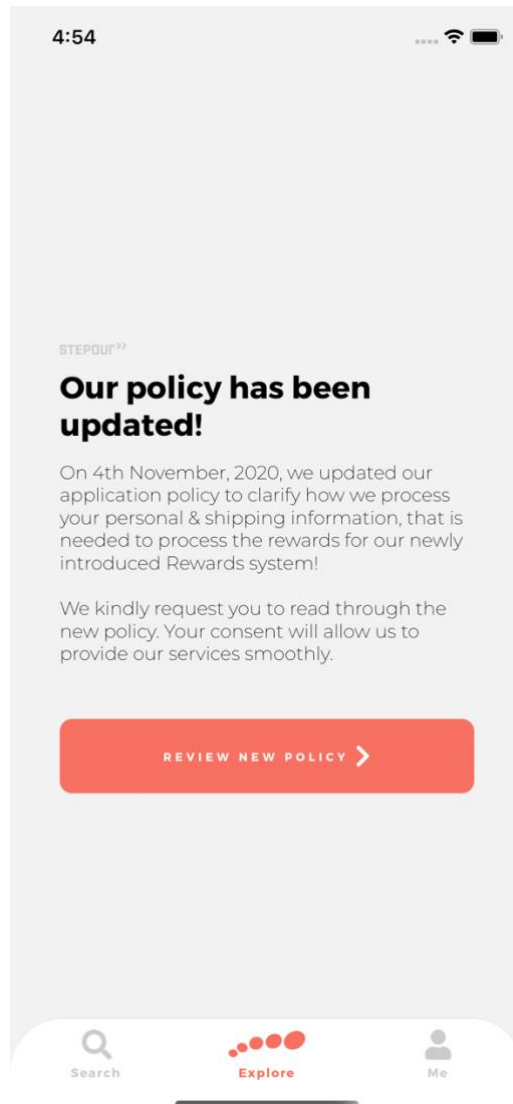 4:54
STEPOUr»
Our policy has been
updated!
On 4th November, 2020, we updated our
application policy to clarify how we process
your personal & shipping information, that is
needed to process the rewards for our newly
introduced Rewards system!
We kindly request you to read through the
new policy. Your consent will allow us to
provide our services smoothly.
REVIEW NEW POLICY
Search
Explore
Me